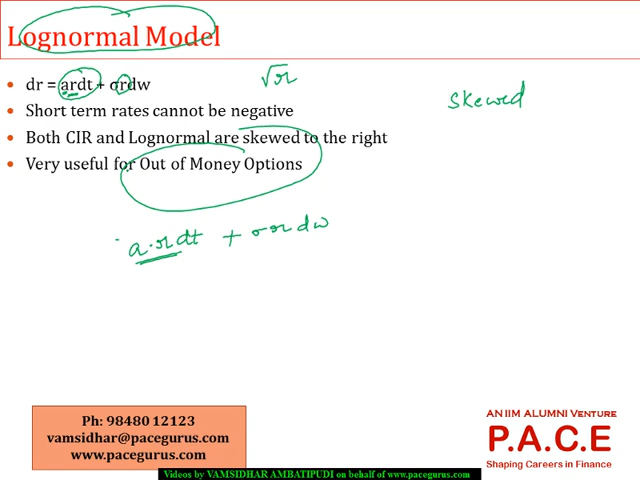 Lognormal Model
• dr = ardt + σrdw
√r
skewed
• Short term rates cannot be negative
• Both CIR and Lognormal are skewed to the right
• Very useful for Out of Money Options
a·rdt + σrdw
Ph: 98480 12123
vamsidhar@pacegurus.com
www.pacegurus.com
AN IIM ALUMNI VENTURE
P.A.C.E
Shaping Careers in Finance
Videos by VAMSIDHAR AMBATIPUDI on behalf of www.pacegurus.com